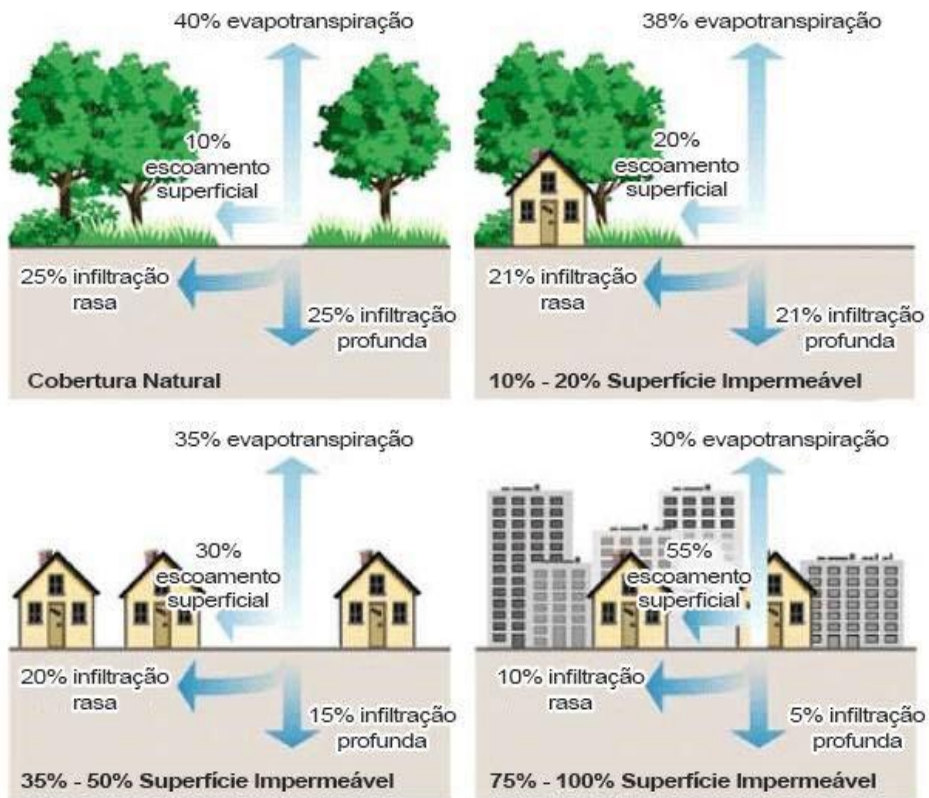 40% evapotranspiração
10%
escoamento
superficial
25% infiltração
rasa
25% infiltração
profunda
Cobertura Natural
38% evapotranspiração
20%
escoamento
superficial
21% infiltração
rasa
21% infiltração
profunda
10% - 20% Superfície Impermeável
35% evapotranspiração
30%
escoamento
superficial
20% infiltração
rasa
15% infiltração
profunda
35% - 50% Superfície Impermeável
30% evapotranspiração
55%
escoamento
superficial
10% infiltração
rasa
5% infiltração
profunda
75% - 100% Superfície Impermeável